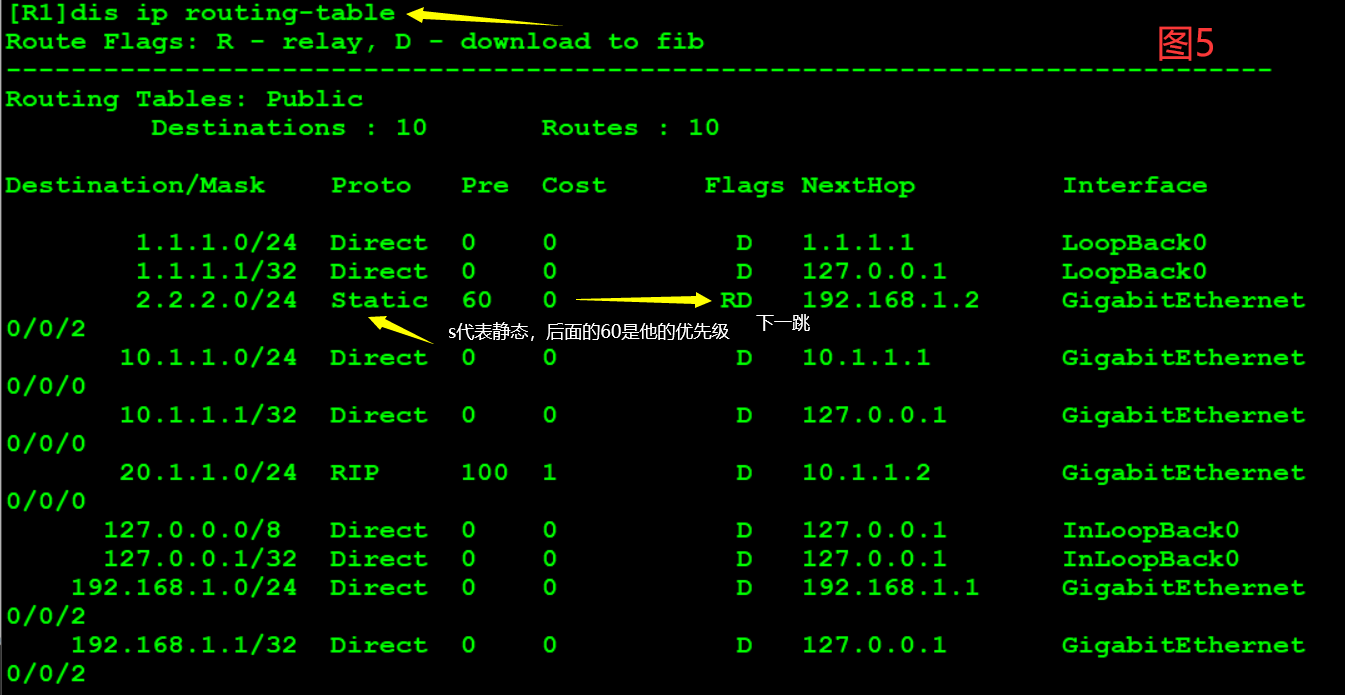 [R1]dis ip routing-table
Route Flags: R - relay, D - download to fib
图5
------------------------------------------------------------------------------
Routing Tables: Public
Destinations : 10 Routes : 10
Destination/Mask Proto Pre Cost Flags NextHop Interface
1.1.1.0/24 Direct 0 0 D 1.1.1.1 LoopBack0
1.1.1.1/32 Direct 0 0 D 127.0.0.1 LoopBack0
2.2.2.0/24 Static 60 0 RD 192.168.1.2 GigabitEthernet
0/0/2
s代表静态，后面的60是他的优先级
下一跳
10.1.1.0/24 Direct 0 0 D 10.1.1.1 GigabitEthernet
0/0/0
10.1.1.1/32 Direct 0 0 D 127.0.0.1 GigabitEthernet
0/0/0
20.1.1.0/24 RIP 100 1 D 10.1.1.2 GigabitEthernet
0/0/0
127.0.0.0/8 Direct 0 0 D 127.0.0.1 InLoopBack0
127.0.0.1/32 Direct 0 0 D 127.0.0.1 InLoopBack0
192.168.1.0/24 Direct 0 0 D 192.168.1.1 GigabitEthernet
0/0/2
192.168.1.1/32 Direct 0 0 D 127.0.0.1 GigabitEthernet
0/0/2